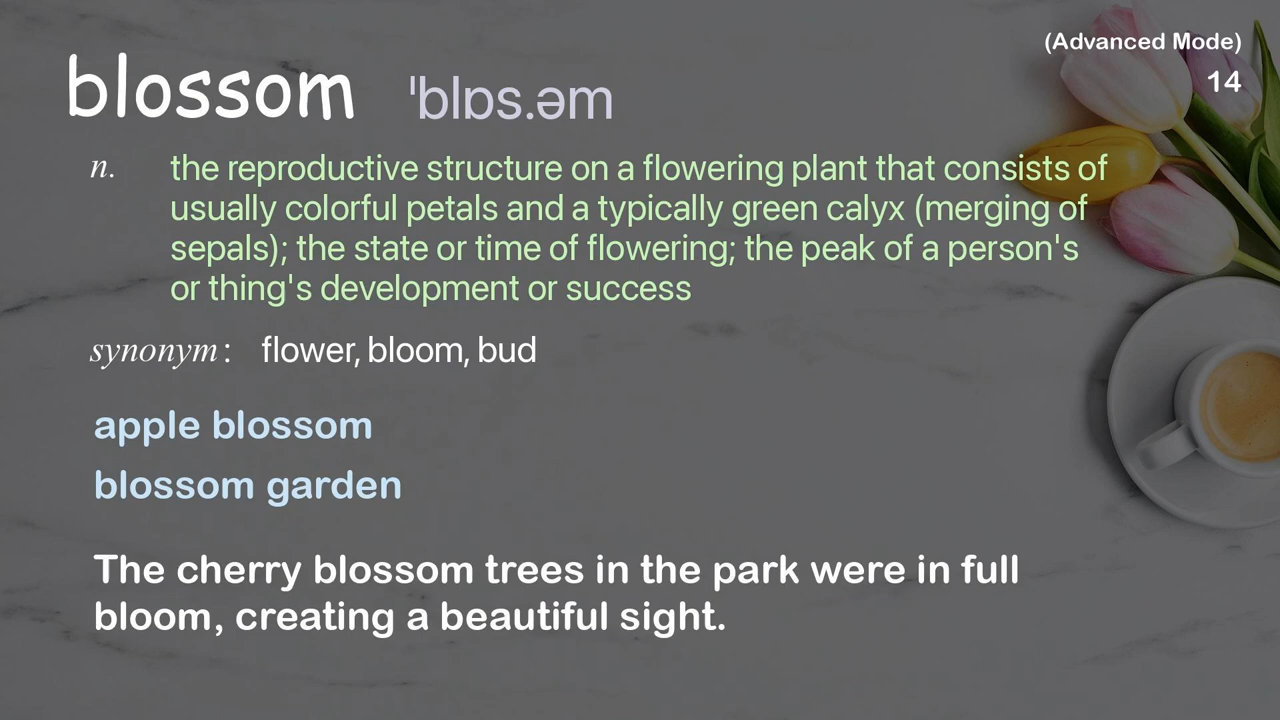 (Advanced Mode)
14
blossom ˈblɒs.əm
n. the reproductive structure on a flowering plant that consists of
usually colorful petals and a typically green calyx (merging of
sepals); the state or time of flowering; the peak of a person's
or thing's development or success
synonym: flower, bloom, bud
apple blossom
blossom garden
The cherry blossom trees in the park were in full
bloom, creating a beautiful sight.